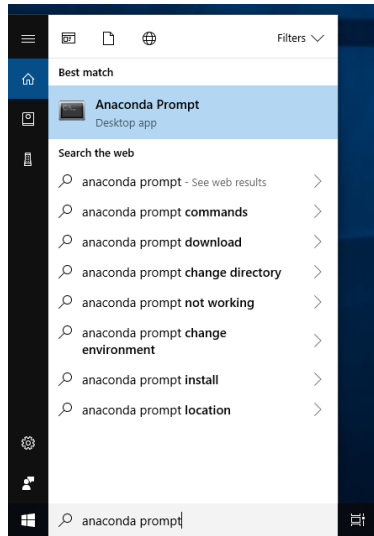 Filters
Best match
Anaconda Prompt
Desktop app
Search the web
anaconda prompt - See web results
anaconda prompt commands
anaconda prompt download
anaconda prompt change directory
anaconda prompt not working
anaconda prompt change
environment
anaconda prompt install
anaconda prompt location
anaconda prompt